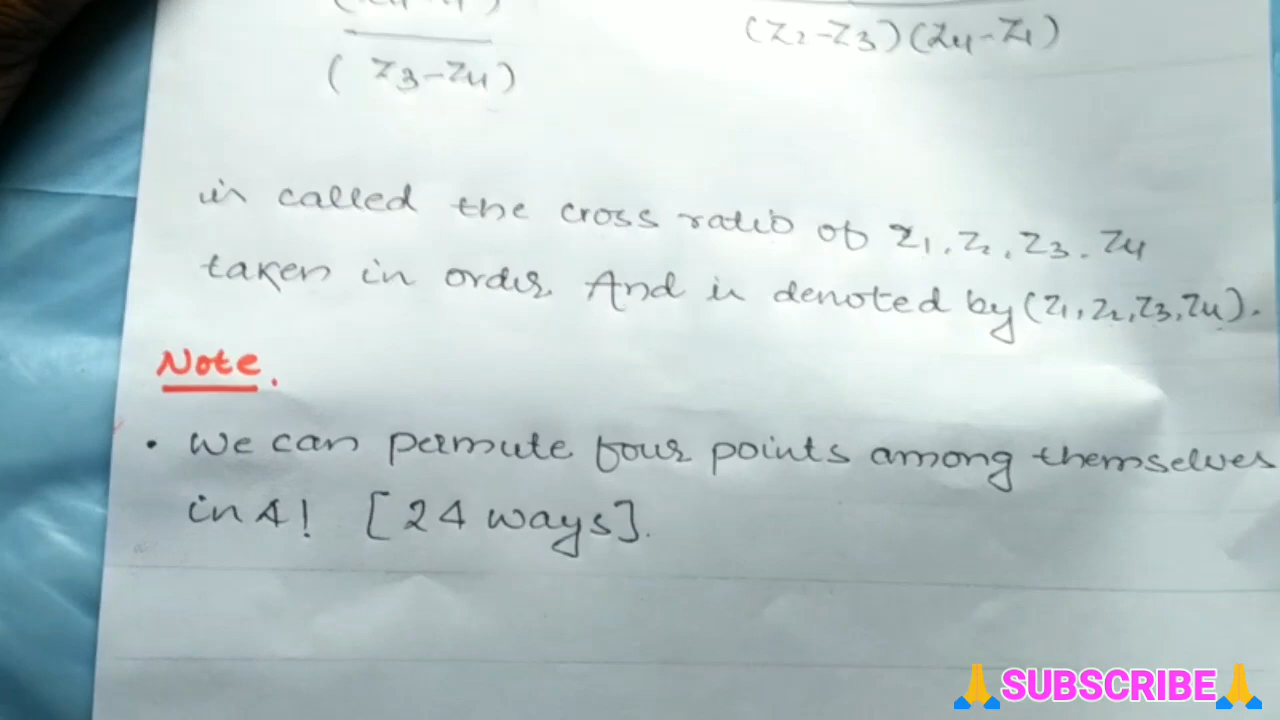 (z2-z3)(z4-z1)
(z3-z4)
is called the cross ratio of z1, z2, z3, z4
taken in order And is denoted by (z1, z2, z3, z4).
Note.
• We can permute four points among themselves
in 4! [24 ways].
🙏SUBSCRIBE🙏